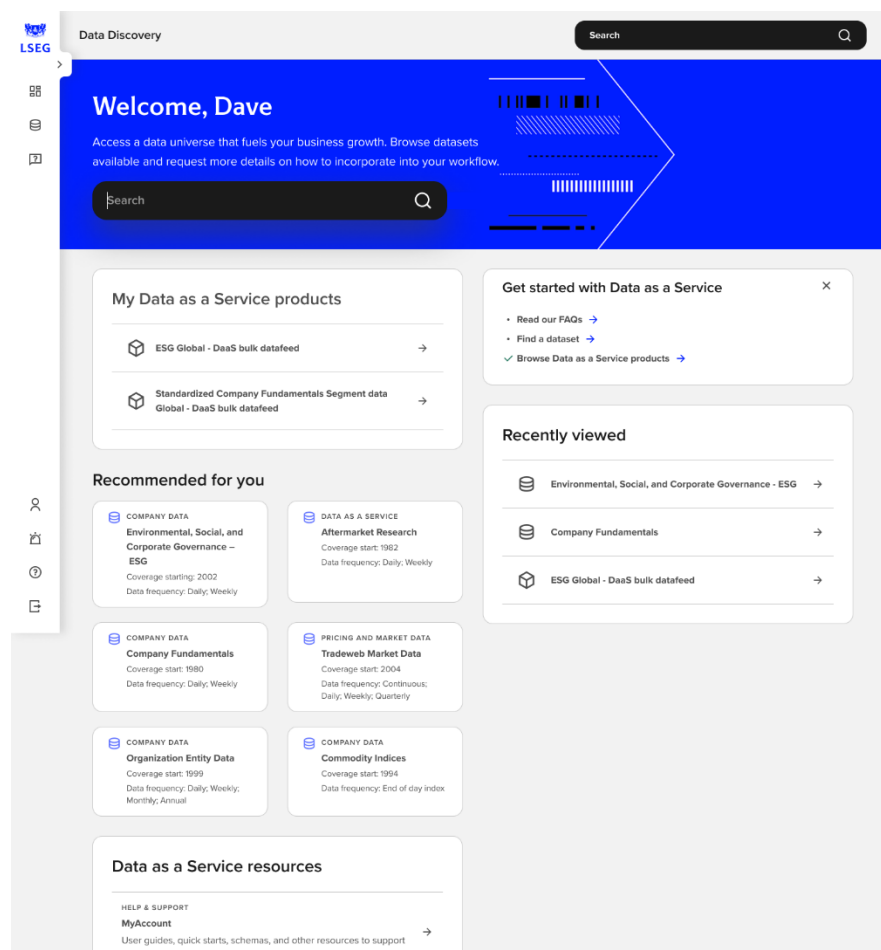 LSEG
Data Discovery
Search
Welcome, Dave
Access a data universe that fuels your business growth. Browse datasets
available and request more details on how to incorporate into your workflow.
Search
My Data as a Service products
ESG Global - DaaS bulk datafeed
Standardized Company Fundamentals Segment data
Global - DaaS bulk datafeed
Get started with Data as a Service
Read our FAQs
Find a dataset
Browse Data as a Service products
Recently viewed
Environmental, Social, and Corporate Governance - ESG
Company Fundamentals
ESG Global - DaaS bulk datafeed
Recommended for you
COMPANY DATA
Environmental, Social, and
Corporate Governance –
ESG
Coverage starting: 2002
Data frequency: Daily; Weekly
DATA AS A SERVICE
Aftermarket Research
Coverage start: 1982
Data frequency: Daily; Weekly
COMPANY DATA
Company Fundamentals
Coverage start: 1980
Data frequency: Daily; Weekly
PRICING AND MARKET DATA
Tradeweb Market Data
Coverage start: 2004
Data frequency: Continuous;
Daily; Weekly; Querterly
COMPANY DATA
Organization Entity Data
Coverage start: 1999
Data frequency: Daily; Weekly;
Monthly; Annual
COMPANY DATA
Commodity Indices
Coverage start: 1994
Data frequency: End of day index
Data as a Service resources
HELP & SUPPORT
MyAccount
User guides, quick starts, schemas, and other resources to support